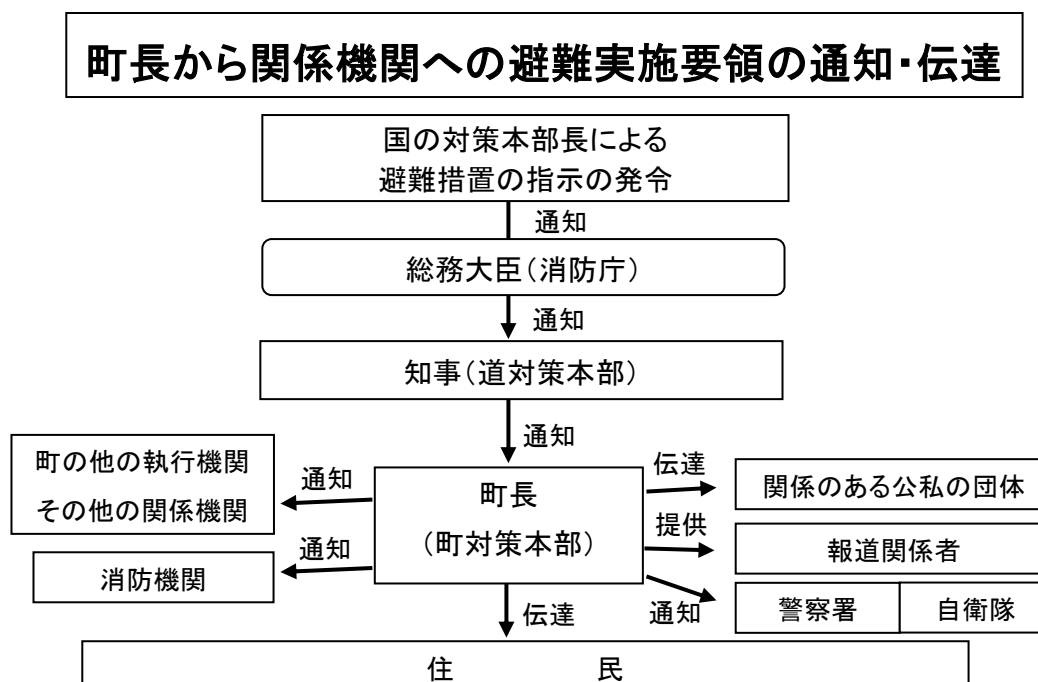 町長から関係機関への避難実施要領の通知・伝達
国の対策本部長による
避難措置の指示の発令
通知
総務大臣（消防庁）
通知
知事（道対策本部）
通知
町の他の執行機関
その他の関係機関
通知
消防機関
通知
町長
（町対策本部）
伝達
関係のある公私の団体
提供
報道関係者
通知
警察署
自衛隊
伝達
住　　　　　民